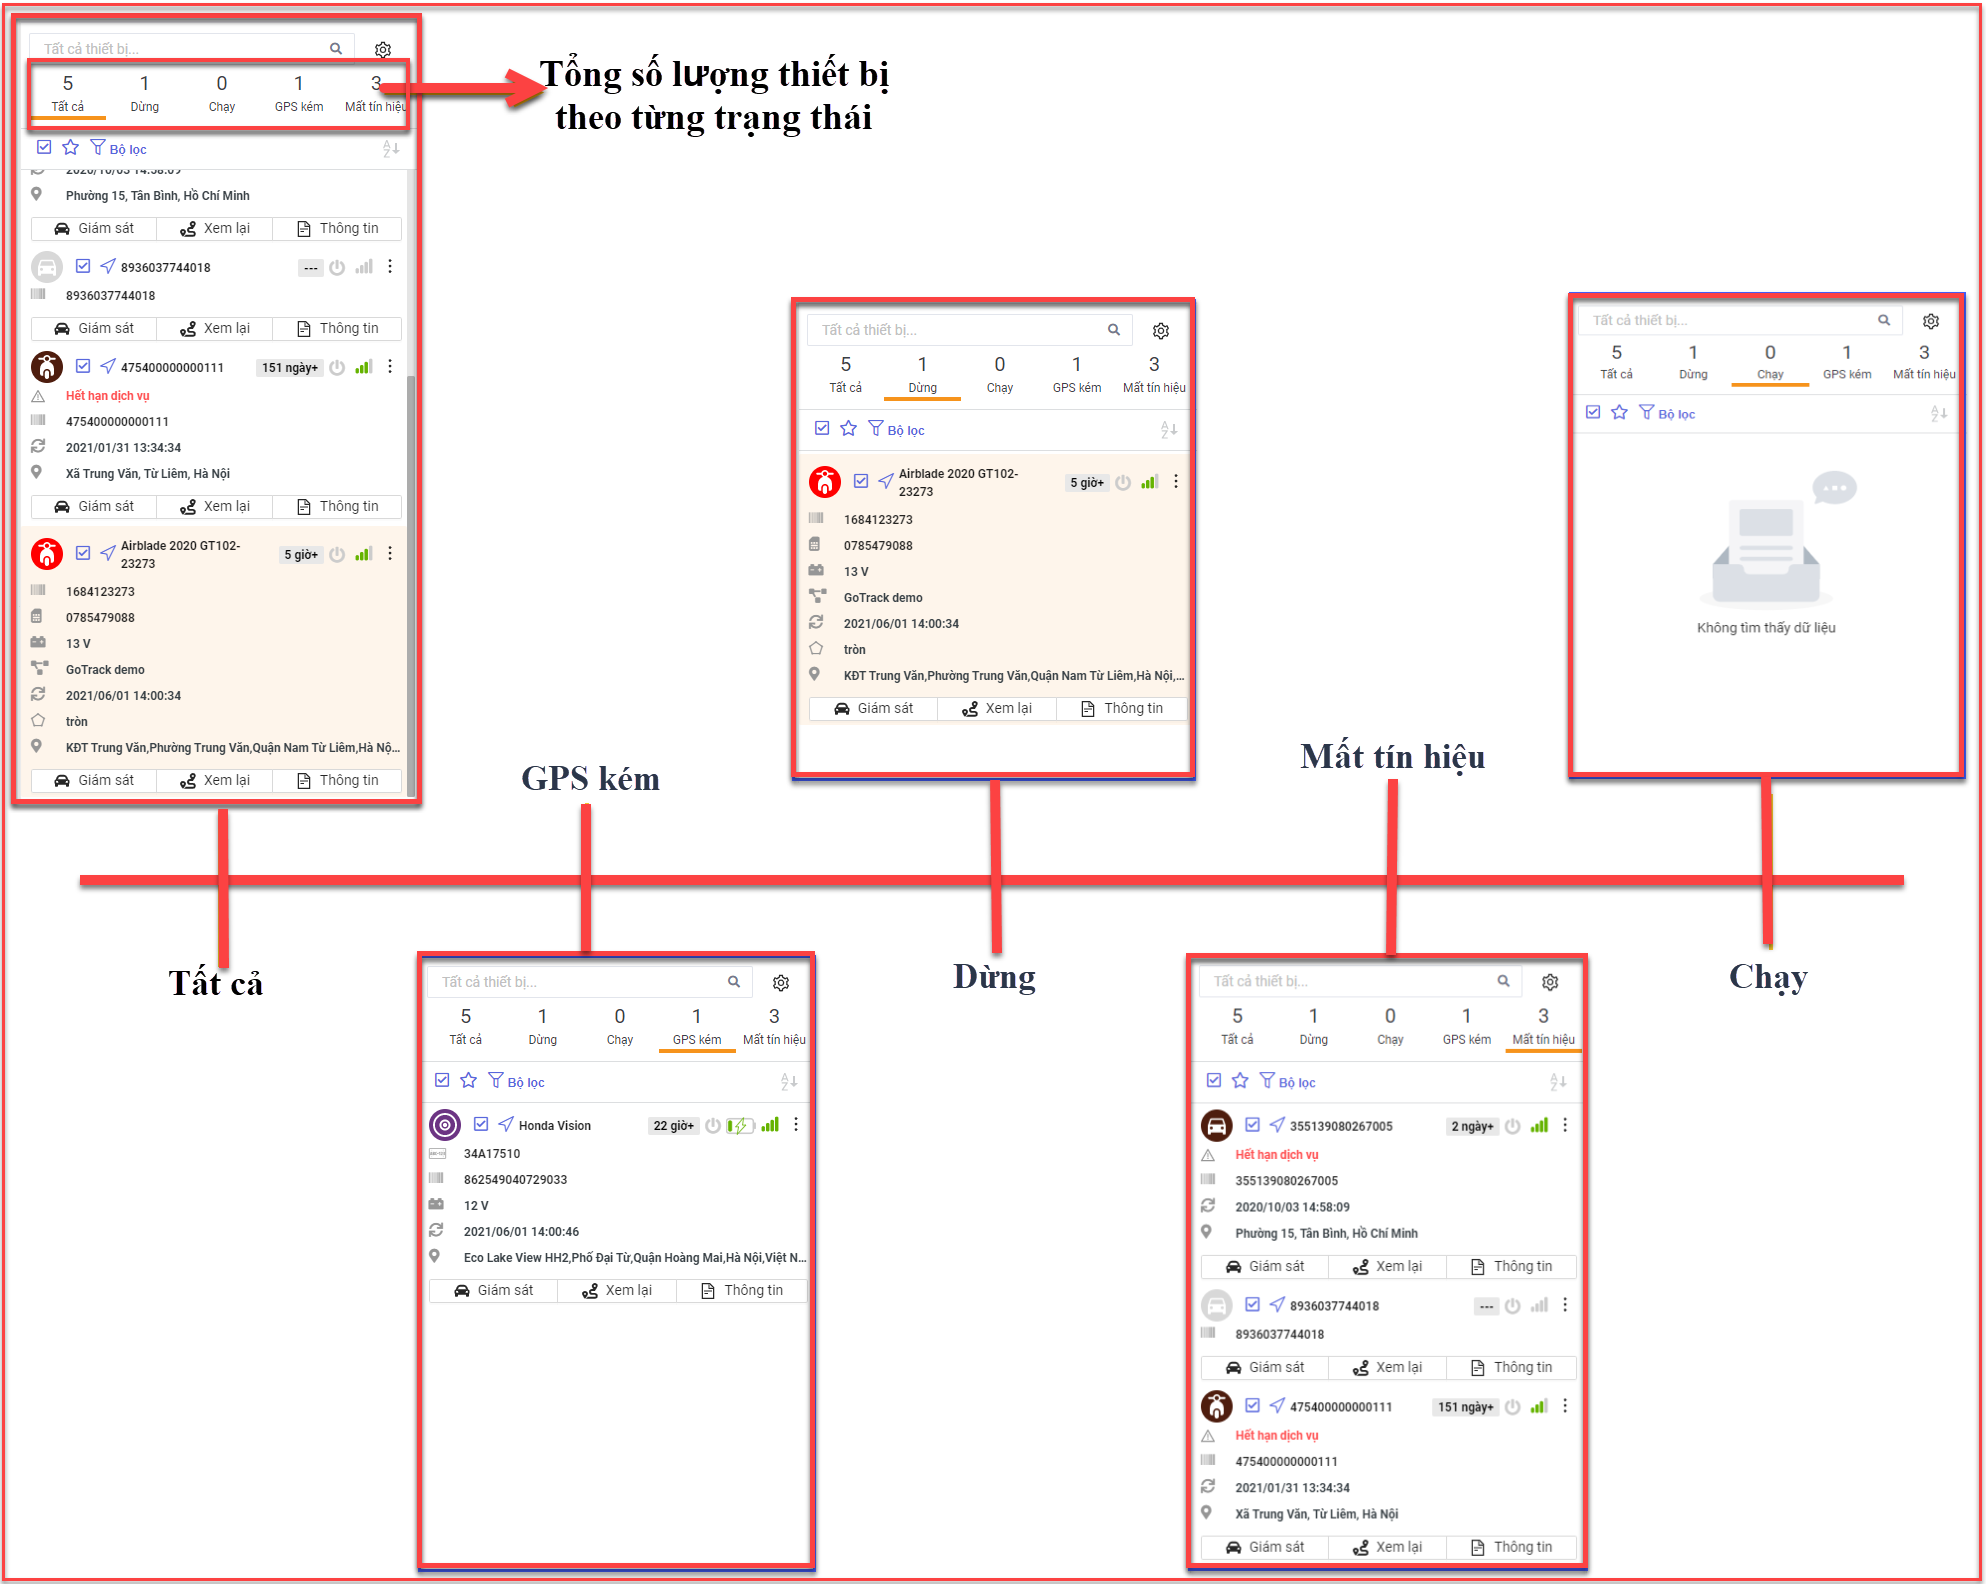 Tất cả thiết bị...
5 1 0 1 3
Tất cả Dừng Chạy GPS kém Mất tín hiệu
Bộ lọc
2020/10/03 14:58:09
Phường 15, Tân Bình, Hồ Chí Minh
Giám sát Xem lại Thông tin
8936037744018 ---
8936037744018
Giám sát Xem lại Thông tin
475400000000111 151 ngày+
Hết hạn dịch vụ
475400000000111
2021/01/31 13:34:34
Xã Trung Văn, Từ Liêm, Hà Nội
Giám sát Xem lại Thông tin
Airblade 2020 GT102-
23273 5 giờ+
1684123273
0785479088
13 V
GoTrack demo
2021/06/01 14:00:34
tròn
KĐT Trung Văn,Phường Trung Văn,Quận Nam Từ Liêm,Hà Nộ...
Giám sát Xem lại Thông tin
Tổng số lượng thiết bị
theo từng trạng thái
Tất cả
GPS kém
Tất cả thiết bị...
5 1 0 1 3
Tất cả Dừng Chạy GPS kém Mất tín hiệu
Bộ lọc
Honda Vision 22 giờ+
34A17510
862549040729033
12 V
2021/06/01 14:00:46
Eco Lake View HH2,Phố Đại Từ,Quận Hoàng Mai,Hà Nội,Việt N...
Giám sát Xem lại Thông tin
Tất cả thiết bị...
5 1 0 1 3
Tất cả Dừng Chạy GPS kém Mất tín hiệu
Bộ lọc
Airblade 2020 GT102-
23273 5 giờ+
1684123273
0785479088
13 V
GoTrack demo
2021/06/01 14:00:34
tròn
KĐT Trung Văn,Phường Trung Văn,Quận Nam Từ Liêm,Hà Nội,...
Giám sát Xem lại Thông tin
Dừng
Mất tín hiệu
Tất cả thiết bị...
5 1 0 1 3
Tất cả Dừng Chạy GPS kém Mất tín hiệu
Bộ lọc
355139080267005 2 ngày+
Hết hạn dịch vụ
355139080267005
2020/10/03 14:58:09
Phường 15, Tân Bình, Hồ Chí Minh
Giám sát Xem lại Thông tin
8936037744018 ---
8936037744018
Giám sát Xem lại Thông tin
475400000000111 151 ngày+
Hết hạn dịch vụ
475400000000111
2021/01/31 13:34:34
Xã Trung Văn, Từ Liêm, Hà Nội
Giám sát Xem lại Thông tin
Tất cả thiết bị...
5 1 0 1 3
Tất cả Dừng Chạy GPS kém Mất tín hiệu
Bộ lọc
Không tìm thấy dữ liệu
Chạy